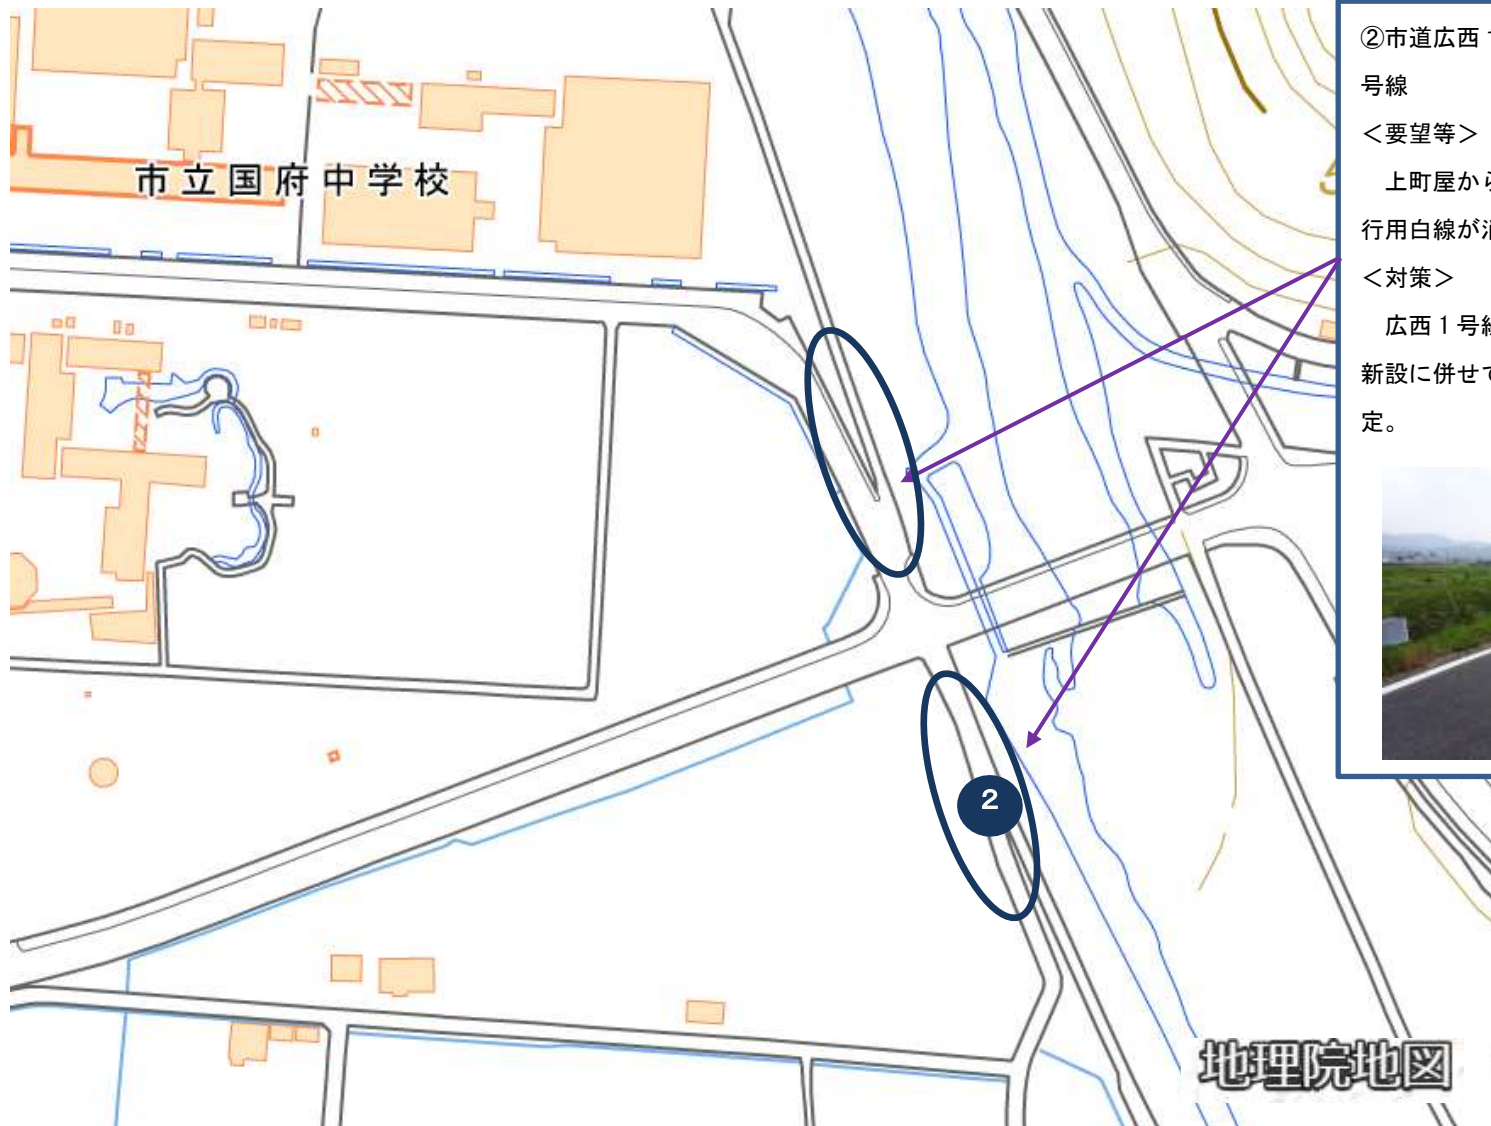 ②市道広西
号線
<要望等>
上町屋か
行用白線が
<対策>
広西1号
新設に併せて
定。
市立国府中学校
2
地理院地図